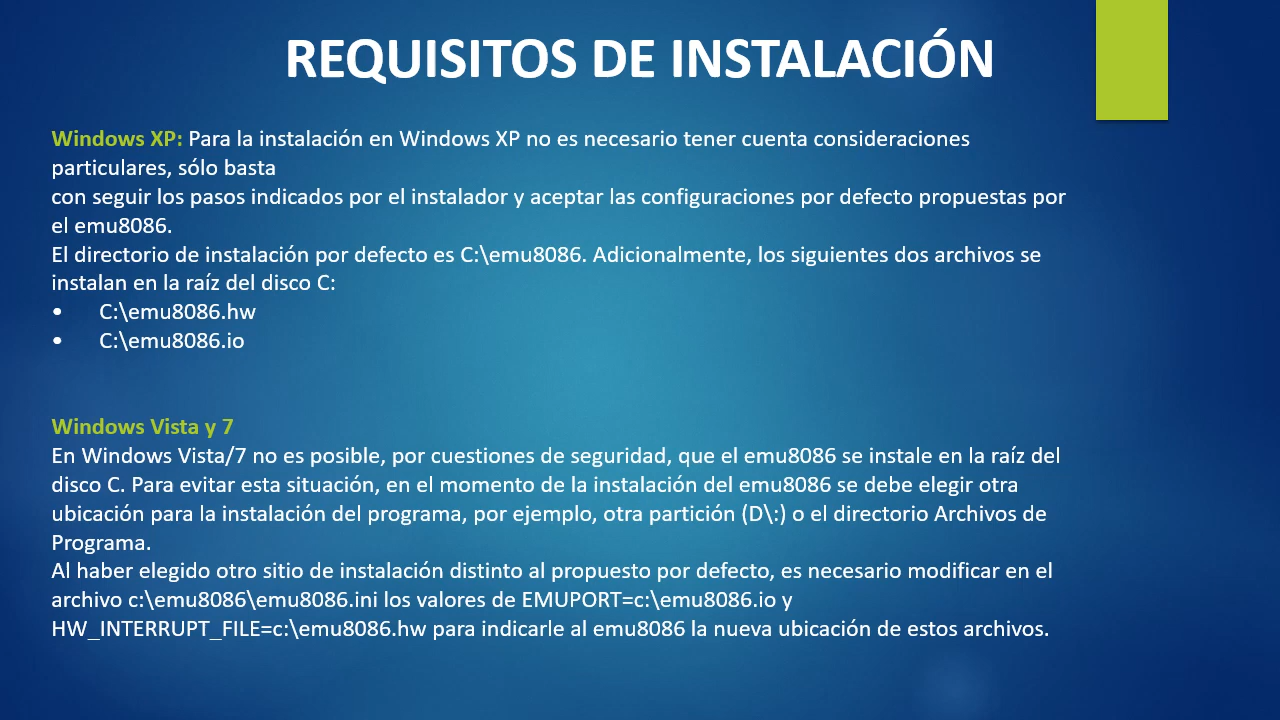 REQUISITOS DE INSTALACIÓN
Windows XP: Para la instalación en Windows XP no es necesario tener cuenta consideraciones
particulares, sólo basta
con seguir los pasos indicados por el instalador y aceptar las configuraciones por defecto propuestas por
el emu8086.
El directorio de instalación por defecto es C:\emu8086. Adicionalmente, los siguientes dos archivos se
instalan en la raíz del disco C:
• C:\emu8086.hw
• C:\emu8086.io
Windows Vista y 7
En Windows Vista/7 no es posible, por cuestiones de seguridad, que el emu8086 se instale en la raíz del
disco C. Para evitar esta situación, en el momento de la instalación del emu8086 se debe elegir otra
ubicación para la instalación del programa, por ejemplo, otra partición (D\:) o el directorio Archivos de
Programa.
Al haber elegido otro sitio de instalación distinto al propuesto por defecto, es necesario modificar en el
archivo c:\emu8086\emu8086.ini los valores de EMUPORT=c:\emu8086.io y
HW_INTERRUPT_FILE=c:\emu8086.hw para indicarle al emu8086 la nueva ubicación de estos archivos.